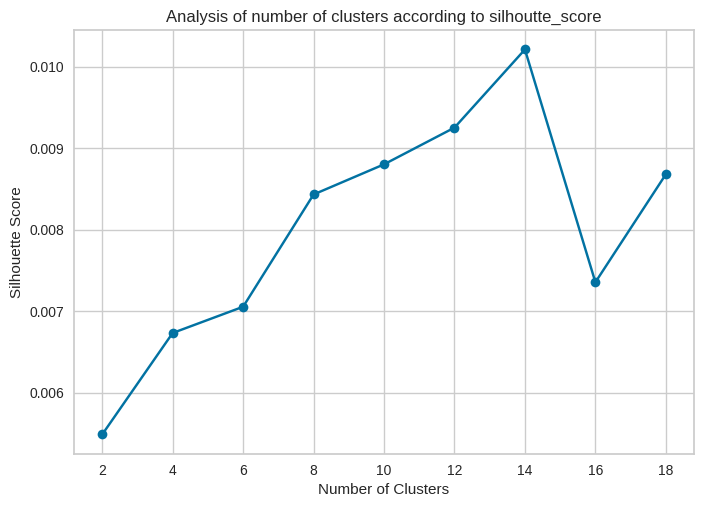 Analysis of number of clusters according to silhoutte_score
0.010
0.009
0.008
0.007
0.006
Silhouette Score
2 4 6 8 10 12 14 16 18
Number of Clusters